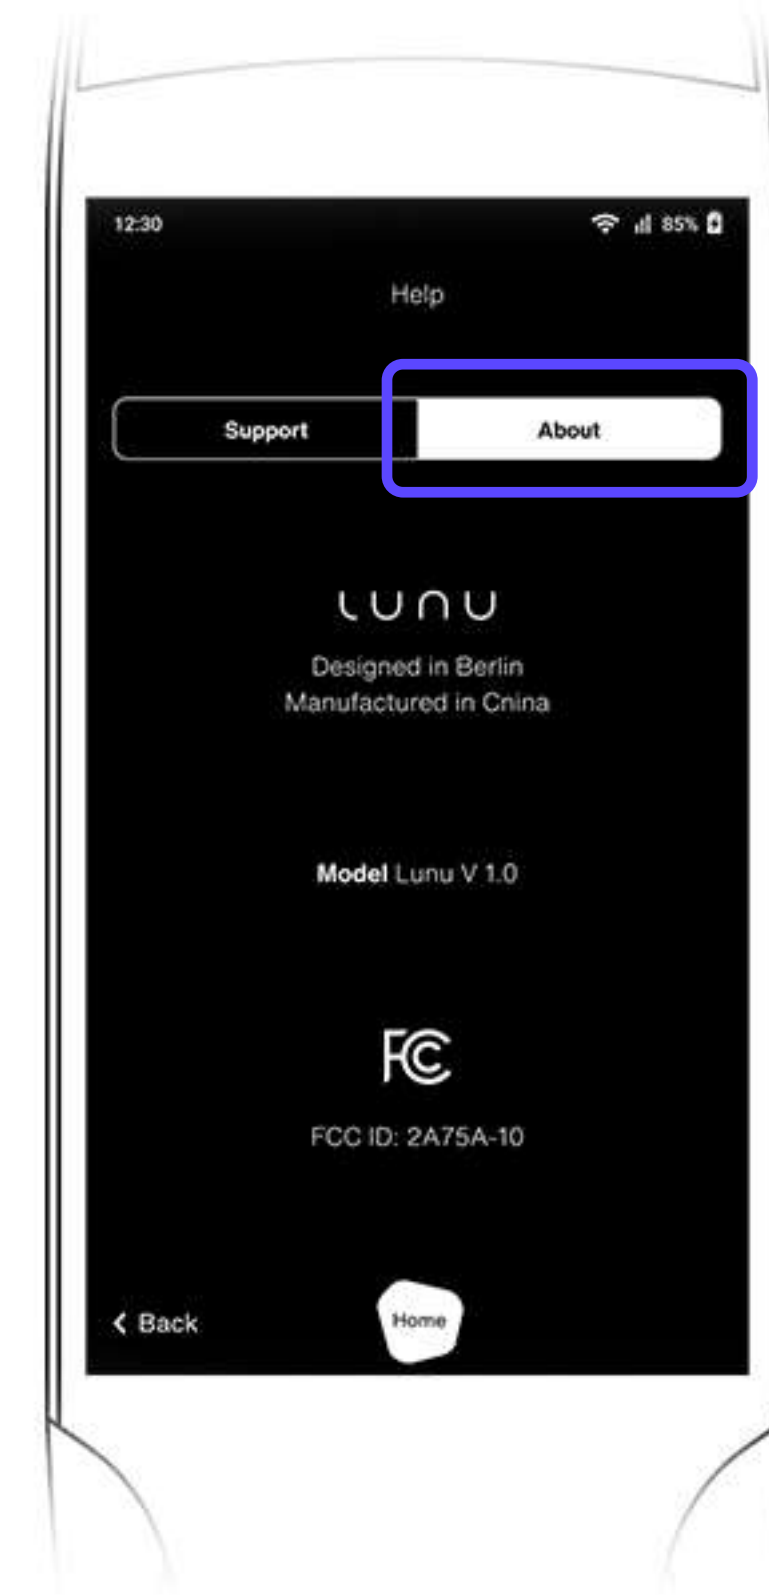 12:30 85%
Help
Support About
LUNU
Designed in Berlin
Manufactured in Cnina
Model Lunu V 1.0
FC
FCC ID: 2A75A-10
Back Home